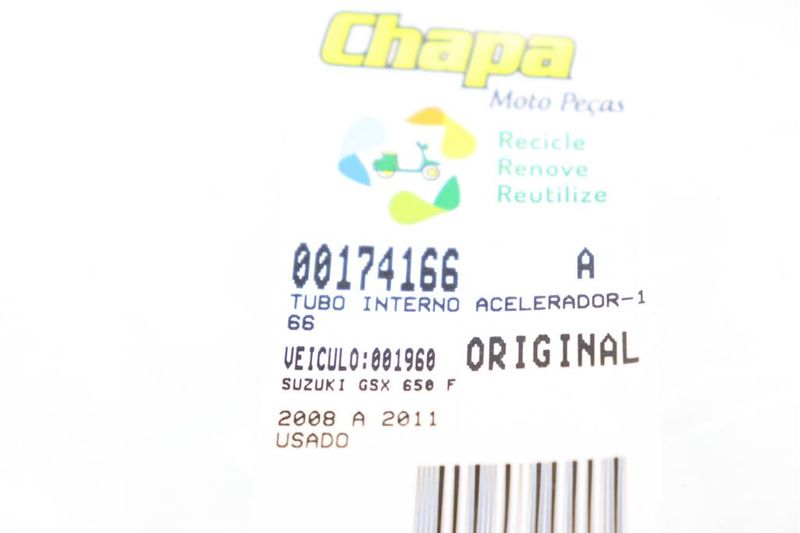 Chapa
Moto Peças
Recicle
Renove
Reutilize
00174166 A
TUBO INTERNO ACELERADOR-1
66
VEICULO:001960 ORIGINAL
SUZUKI GSX 650 F
2008 A 2011
USADO